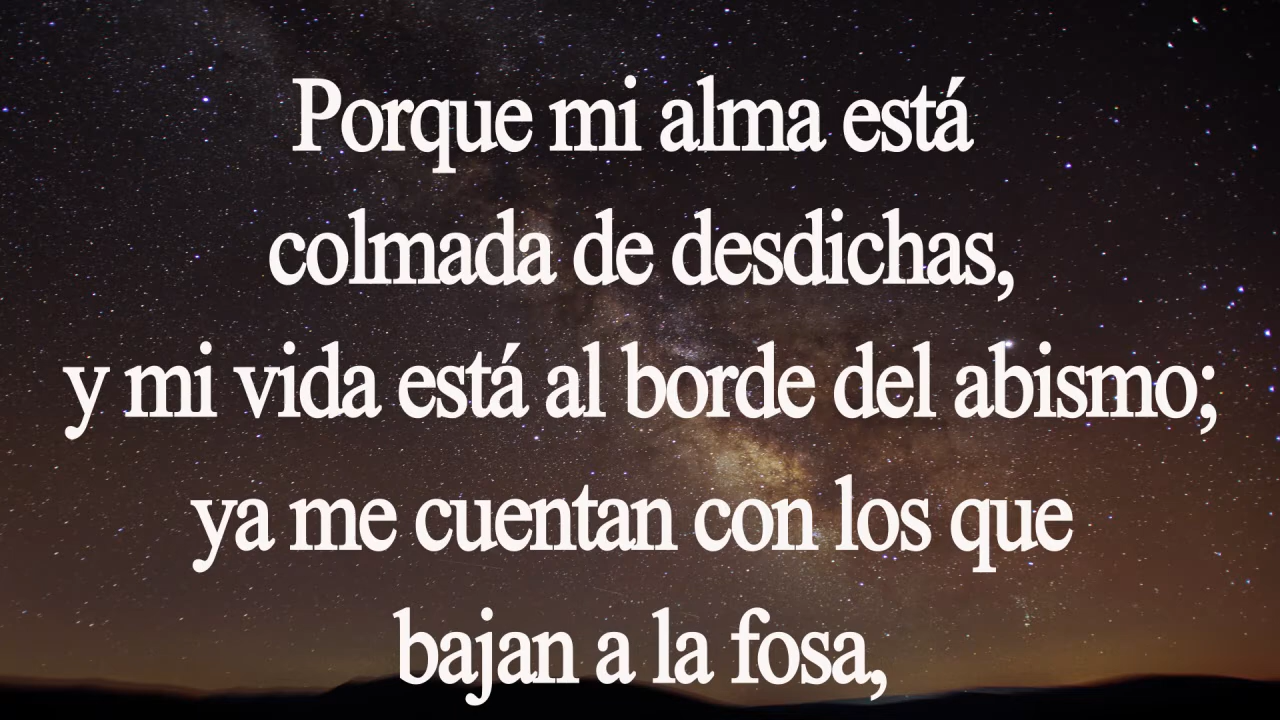 Porque mi alma está
colmada de desdichas,
y mi vida está al borde del abismo;
ya me cuentan con los que
bajan a la fosa,